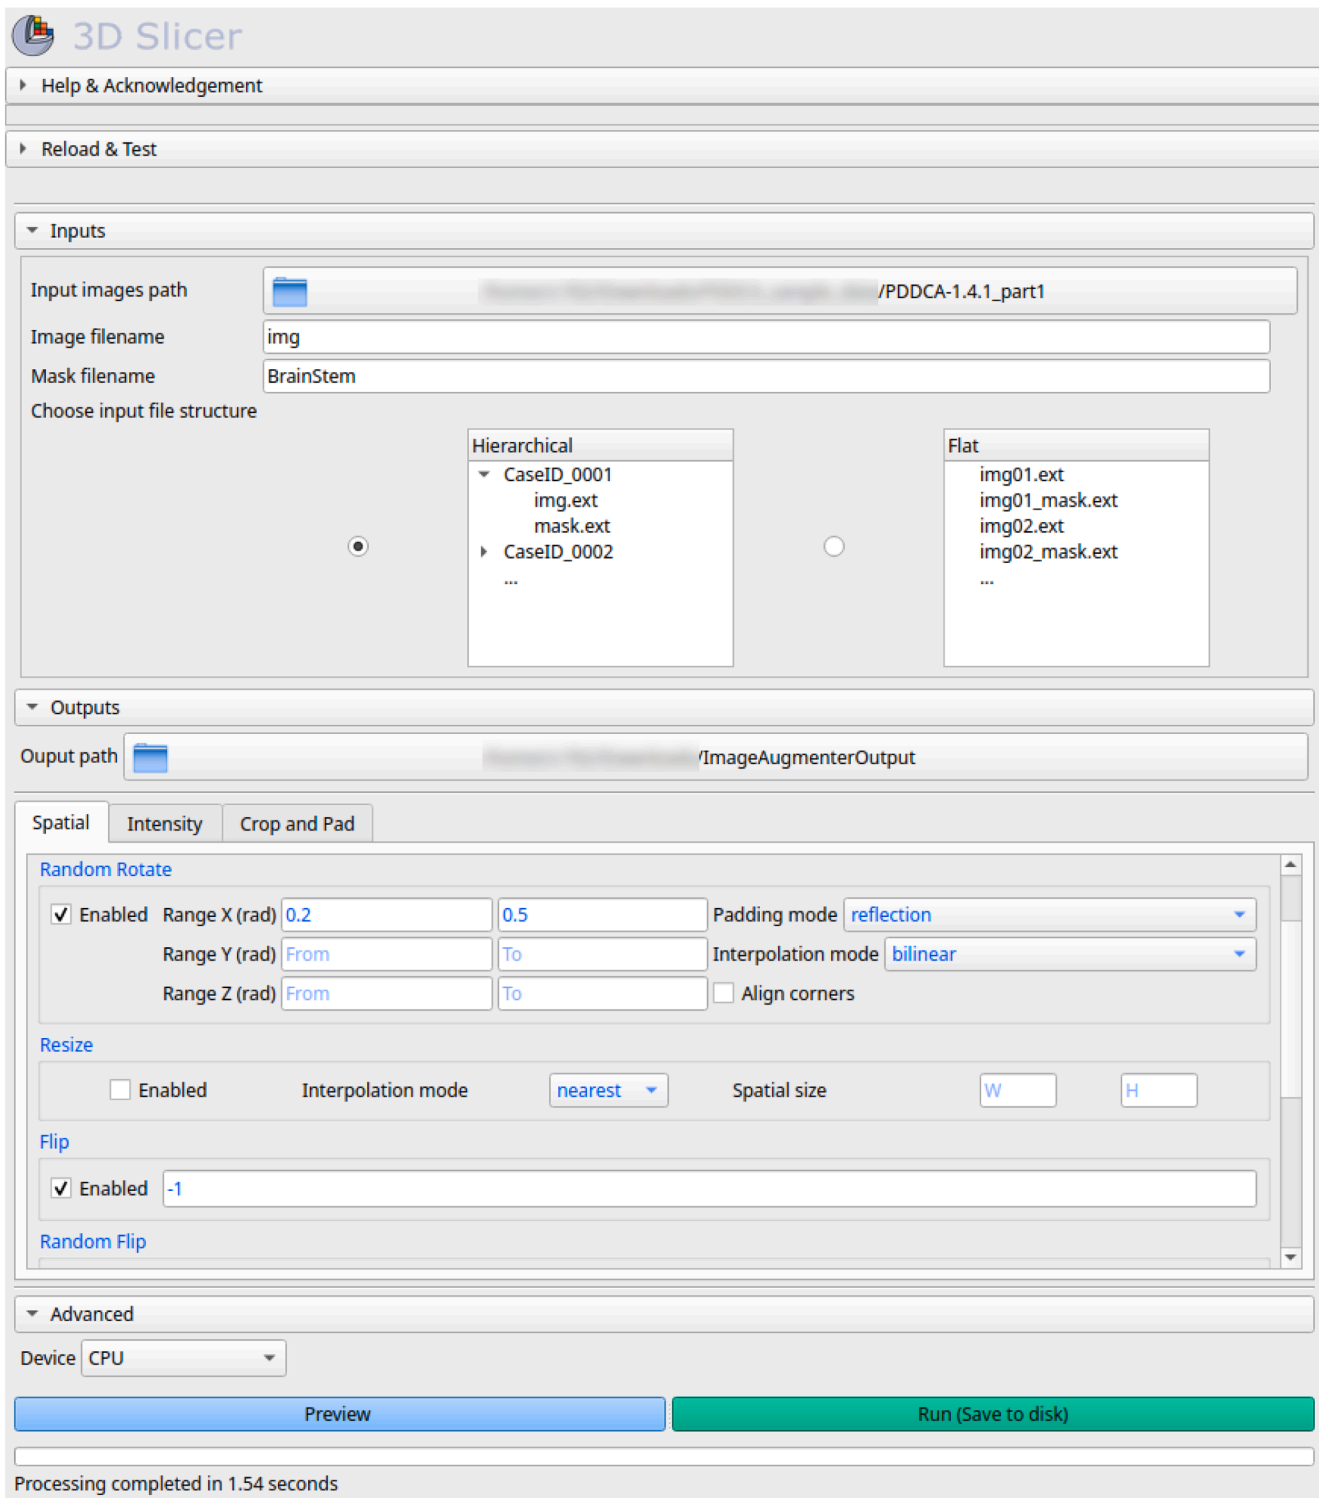 3D Slicer
Help & Acknowledgement
Reload & Test
Inputs
Input images path /PDDCA-1.4.1_part1
Image filename img
Mask filename BrainStem
Choose input file structure
Hierarchical Flat
CaseID_0001 img01.ext
img.ext img01_mask.ext
mask.ext img02.ext
CaseID_0002 img02_mask.ext
... ...
Outputs
Ouput path /ImageAugmenterOutput
Spatial Intensity Crop and Pad
Random Rotate
Enabled Range X (rad) 0.2 0.5 Padding mode reflection
Range Y (rad) From To Interpolation mode bilinear
Range Z (rad) From To Align corners
Resize
Enabled Interpolation mode nearest Spatial size W H
Flip
Enabled -1
Random Flip
Advanced
Device CPU
Preview Run (Save to disk)
Processing completed in 1.54 seconds